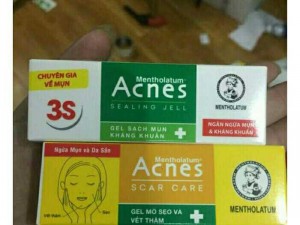 CHUYÊN GIA
VỀ MỤN
3S
Mentholatum
Acnes
SEALING JELL
GEL SẠCH MỤN
KHÁNG KHUẨN
MENTHOLATUM
NGĂN NGỪA MỤN
& KHÁNG KHUẨN
Ngừa Mụn và Da Sần
Mentholatum
Acnes
SCAR CARE
GEL MỜ SẸO VÀ
VẾT THÂM
MENTHOLATUM